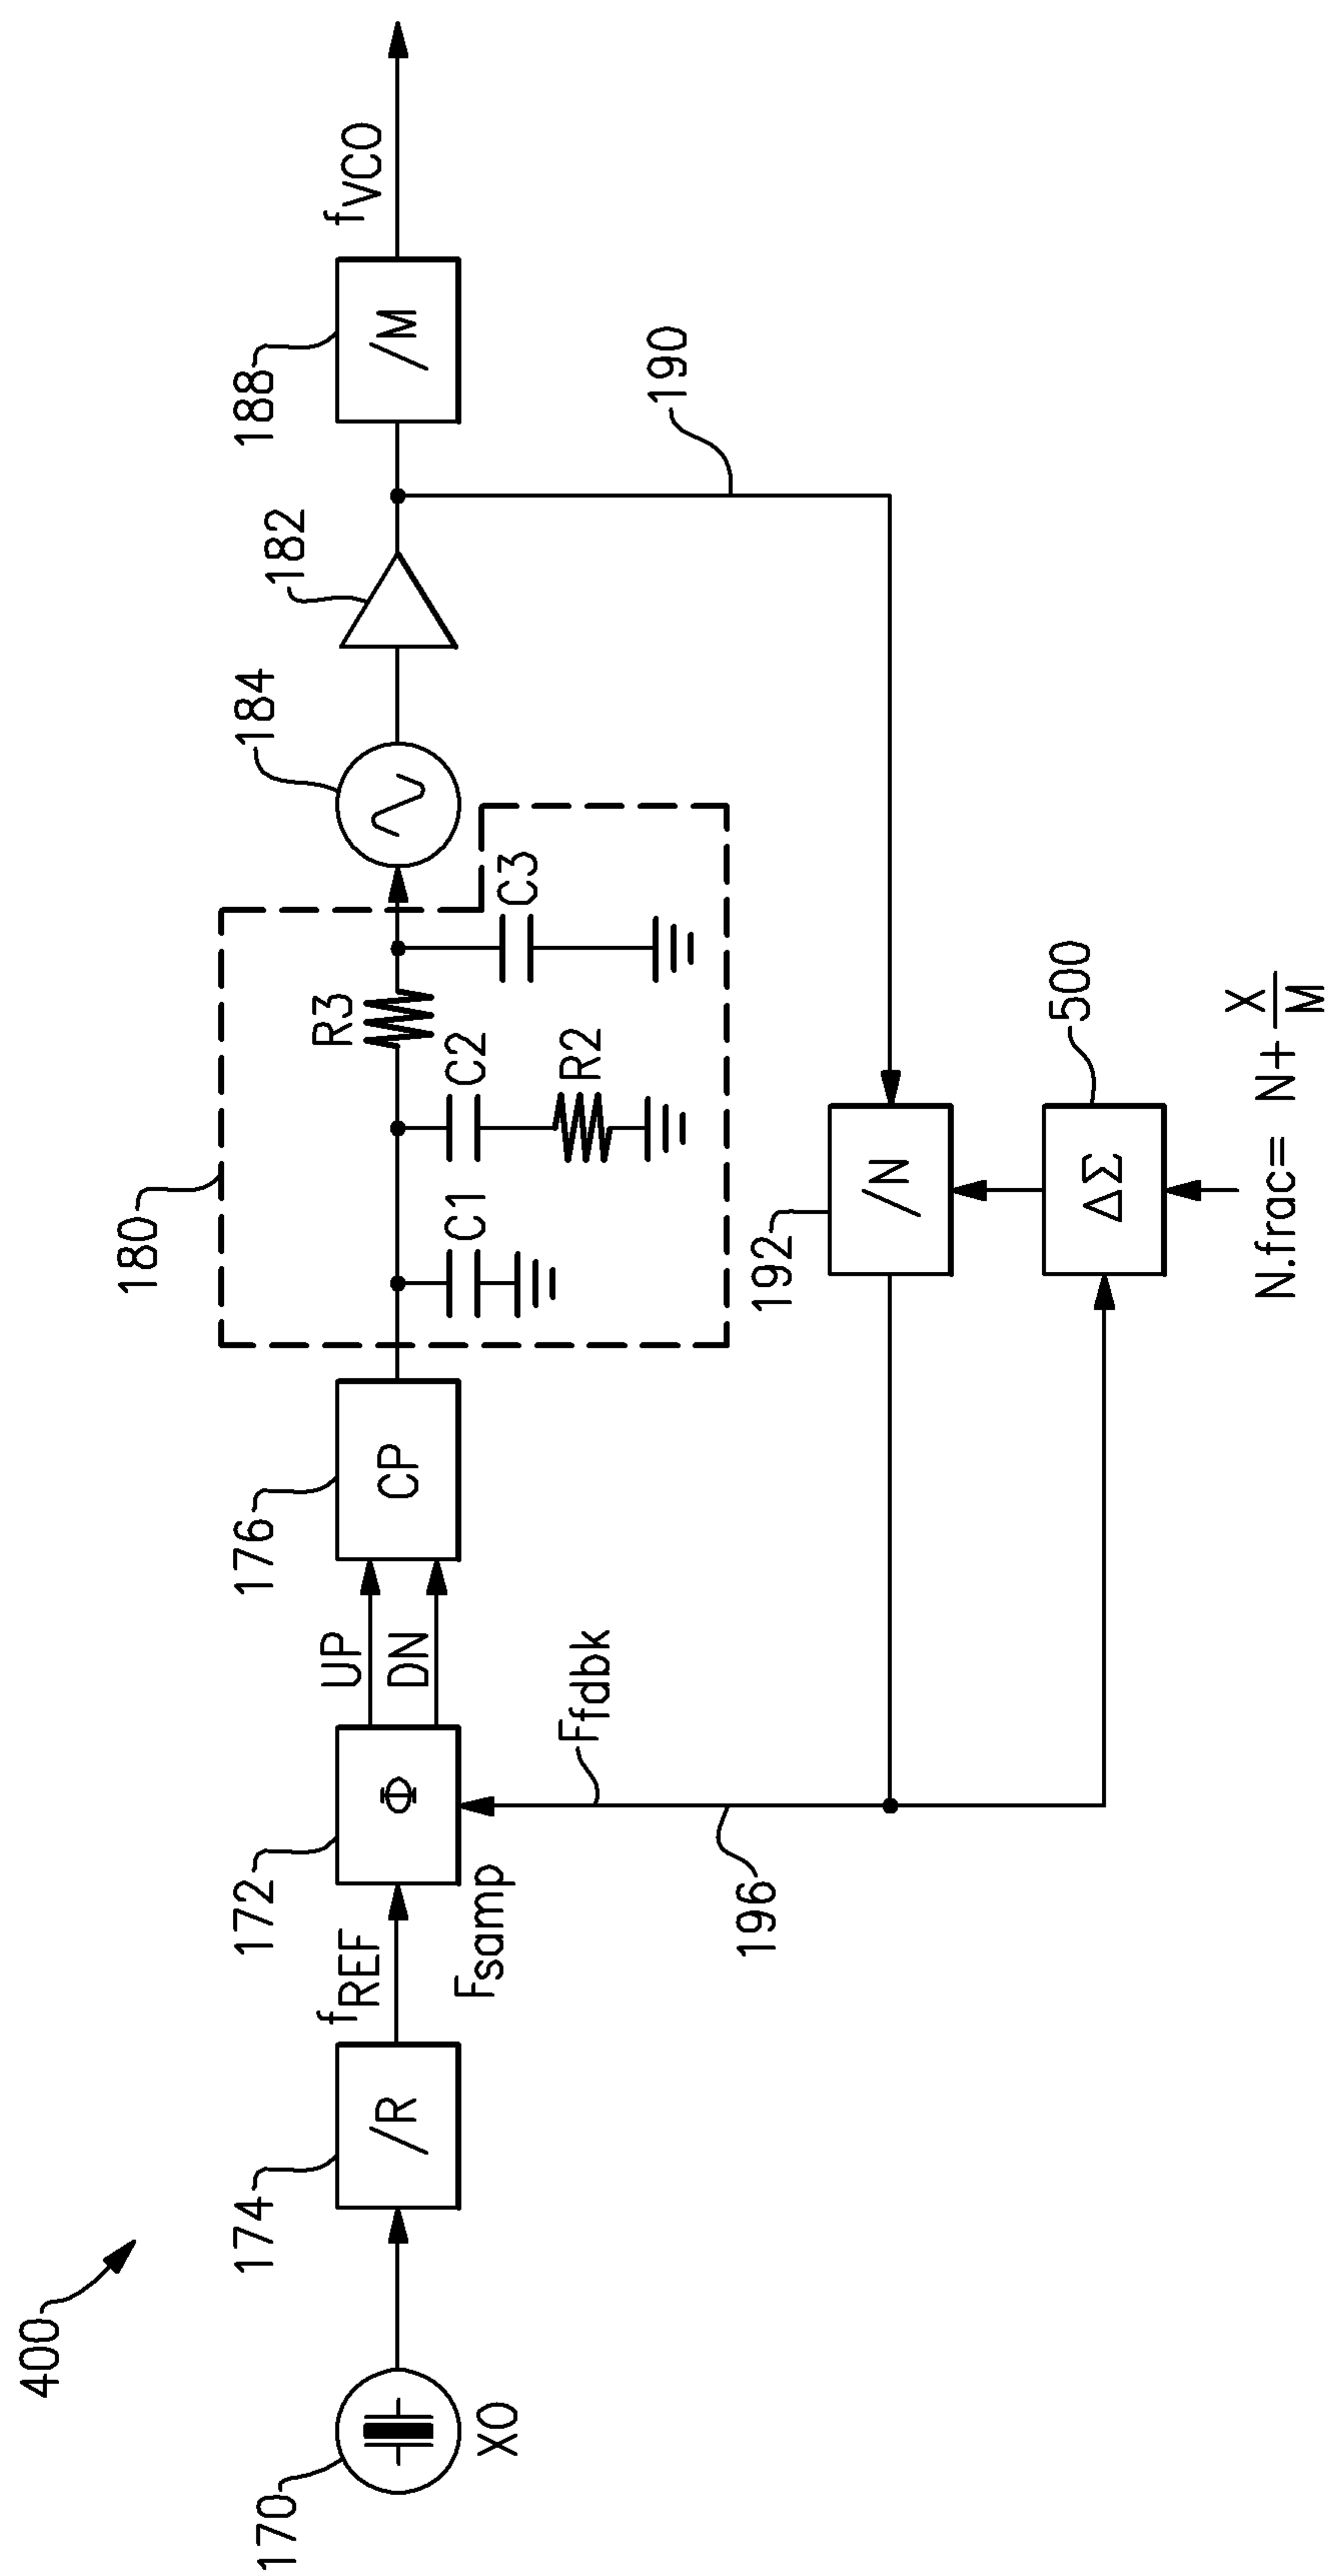 400
170
XO
174
/R
fREF
Fsamp
172
Φ
UP
DN
176
CP
180
C1
C2
R2
R3
C3
184
182
188
/M
fVCO
190
Ffdbk
196
192
/N
500
ΔΣ
N.frac= N+ X/M